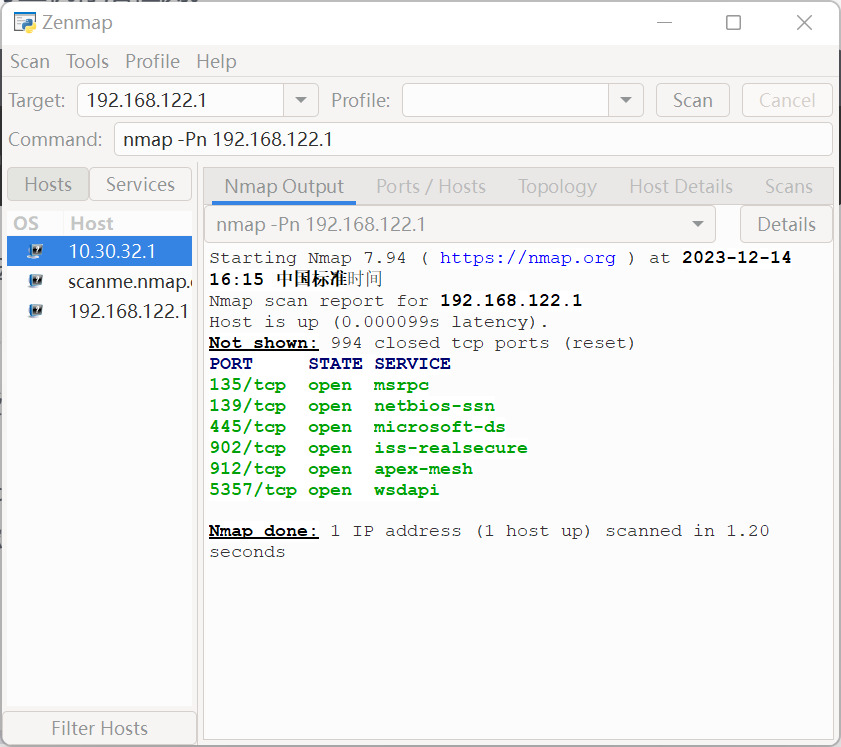 Zenmap
Scan Tools Profile Help
Target: 192.168.122.1 Profile: Scan Cancel
Command: nmap -Pn 192.168.122.1
Hosts Services
OS Host
10.30.32.1
scanme.nmap.
192.168.122.1
Filter Hosts
Nmap Output Ports / Hosts Topology Host Details Scans
nmap -Pn 192.168.122.1 Details
Starting Nmap 7.94 ( https://nmap.org ) at 2023-12-14
16:15 中国标准时间
Nmap scan report for 192.168.122.1
Host is up (0.000099s latency).
Not shown: 994 closed tcp ports (reset)
PORT STATE SERVICE
135/tcp open msrpc
139/tcp open netbios-ssn
445/tcp open microsoft-ds
902/tcp open iss-realsecure
912/tcp open apex-mesh
5357/tcp open wsdapi
Nmap done: 1 IP address (1 host up) scanned in 1.20
seconds